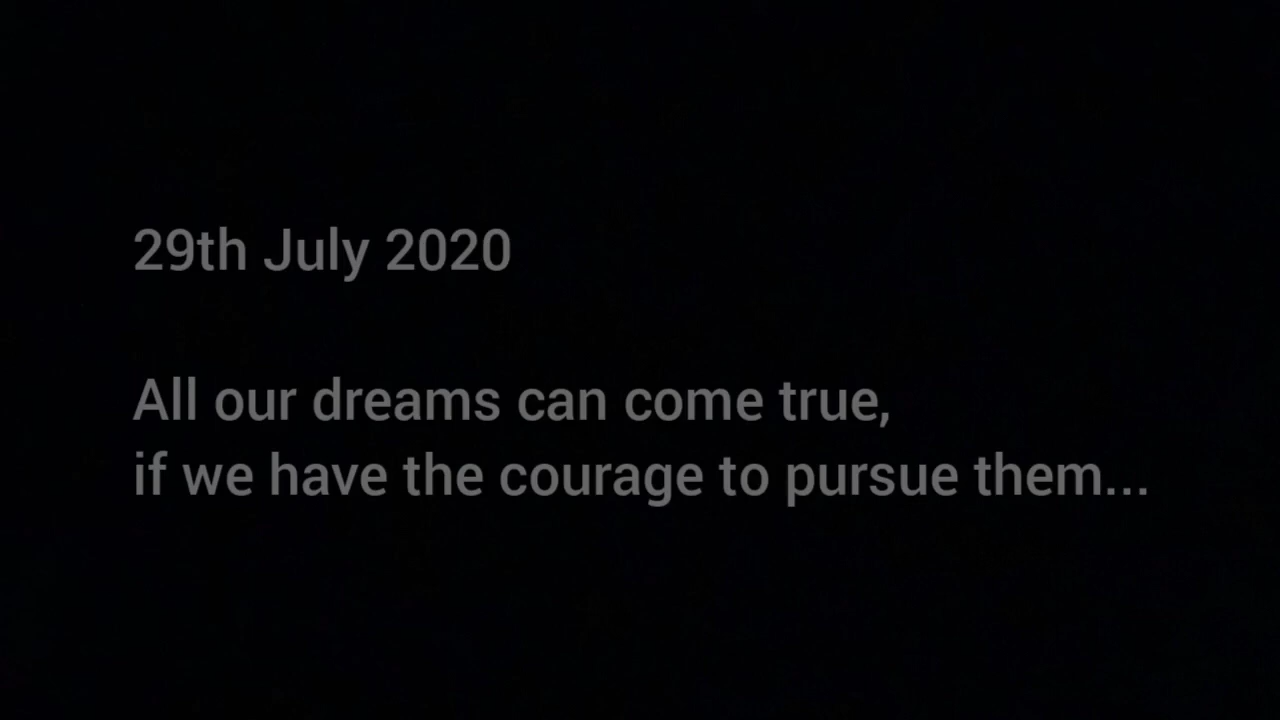 29th July 2020
All our dreams can come true,
if we have the courage to pursue them...